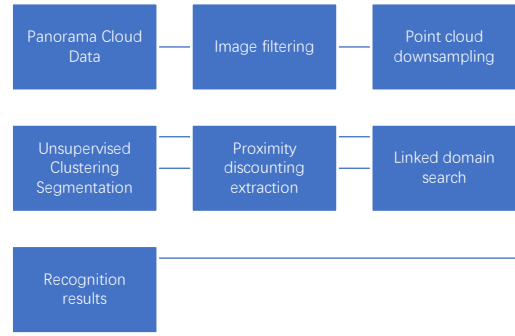 Panorama Cloud
Data
Image filtering
Point cloud
downsampling
Unsupervised
Clustering
Segmentation
Proximity
discounting
extraction
Linked domain
search
Recognition
results